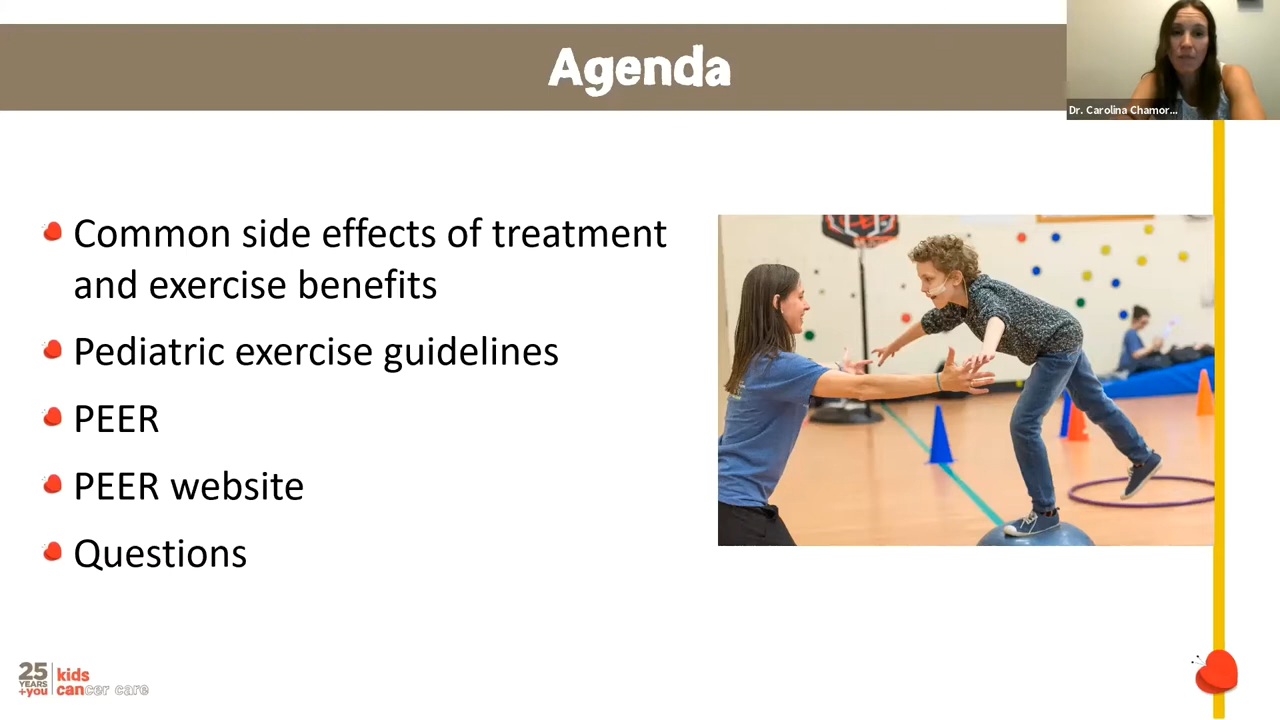 Agenda
Dr. Carolina Chamor...
Common side effects of treatment
and exercise benefits
Pediatric exercise guidelines
PEER
PEER website
Questions
25
YEARS
+you
kids
cancer care